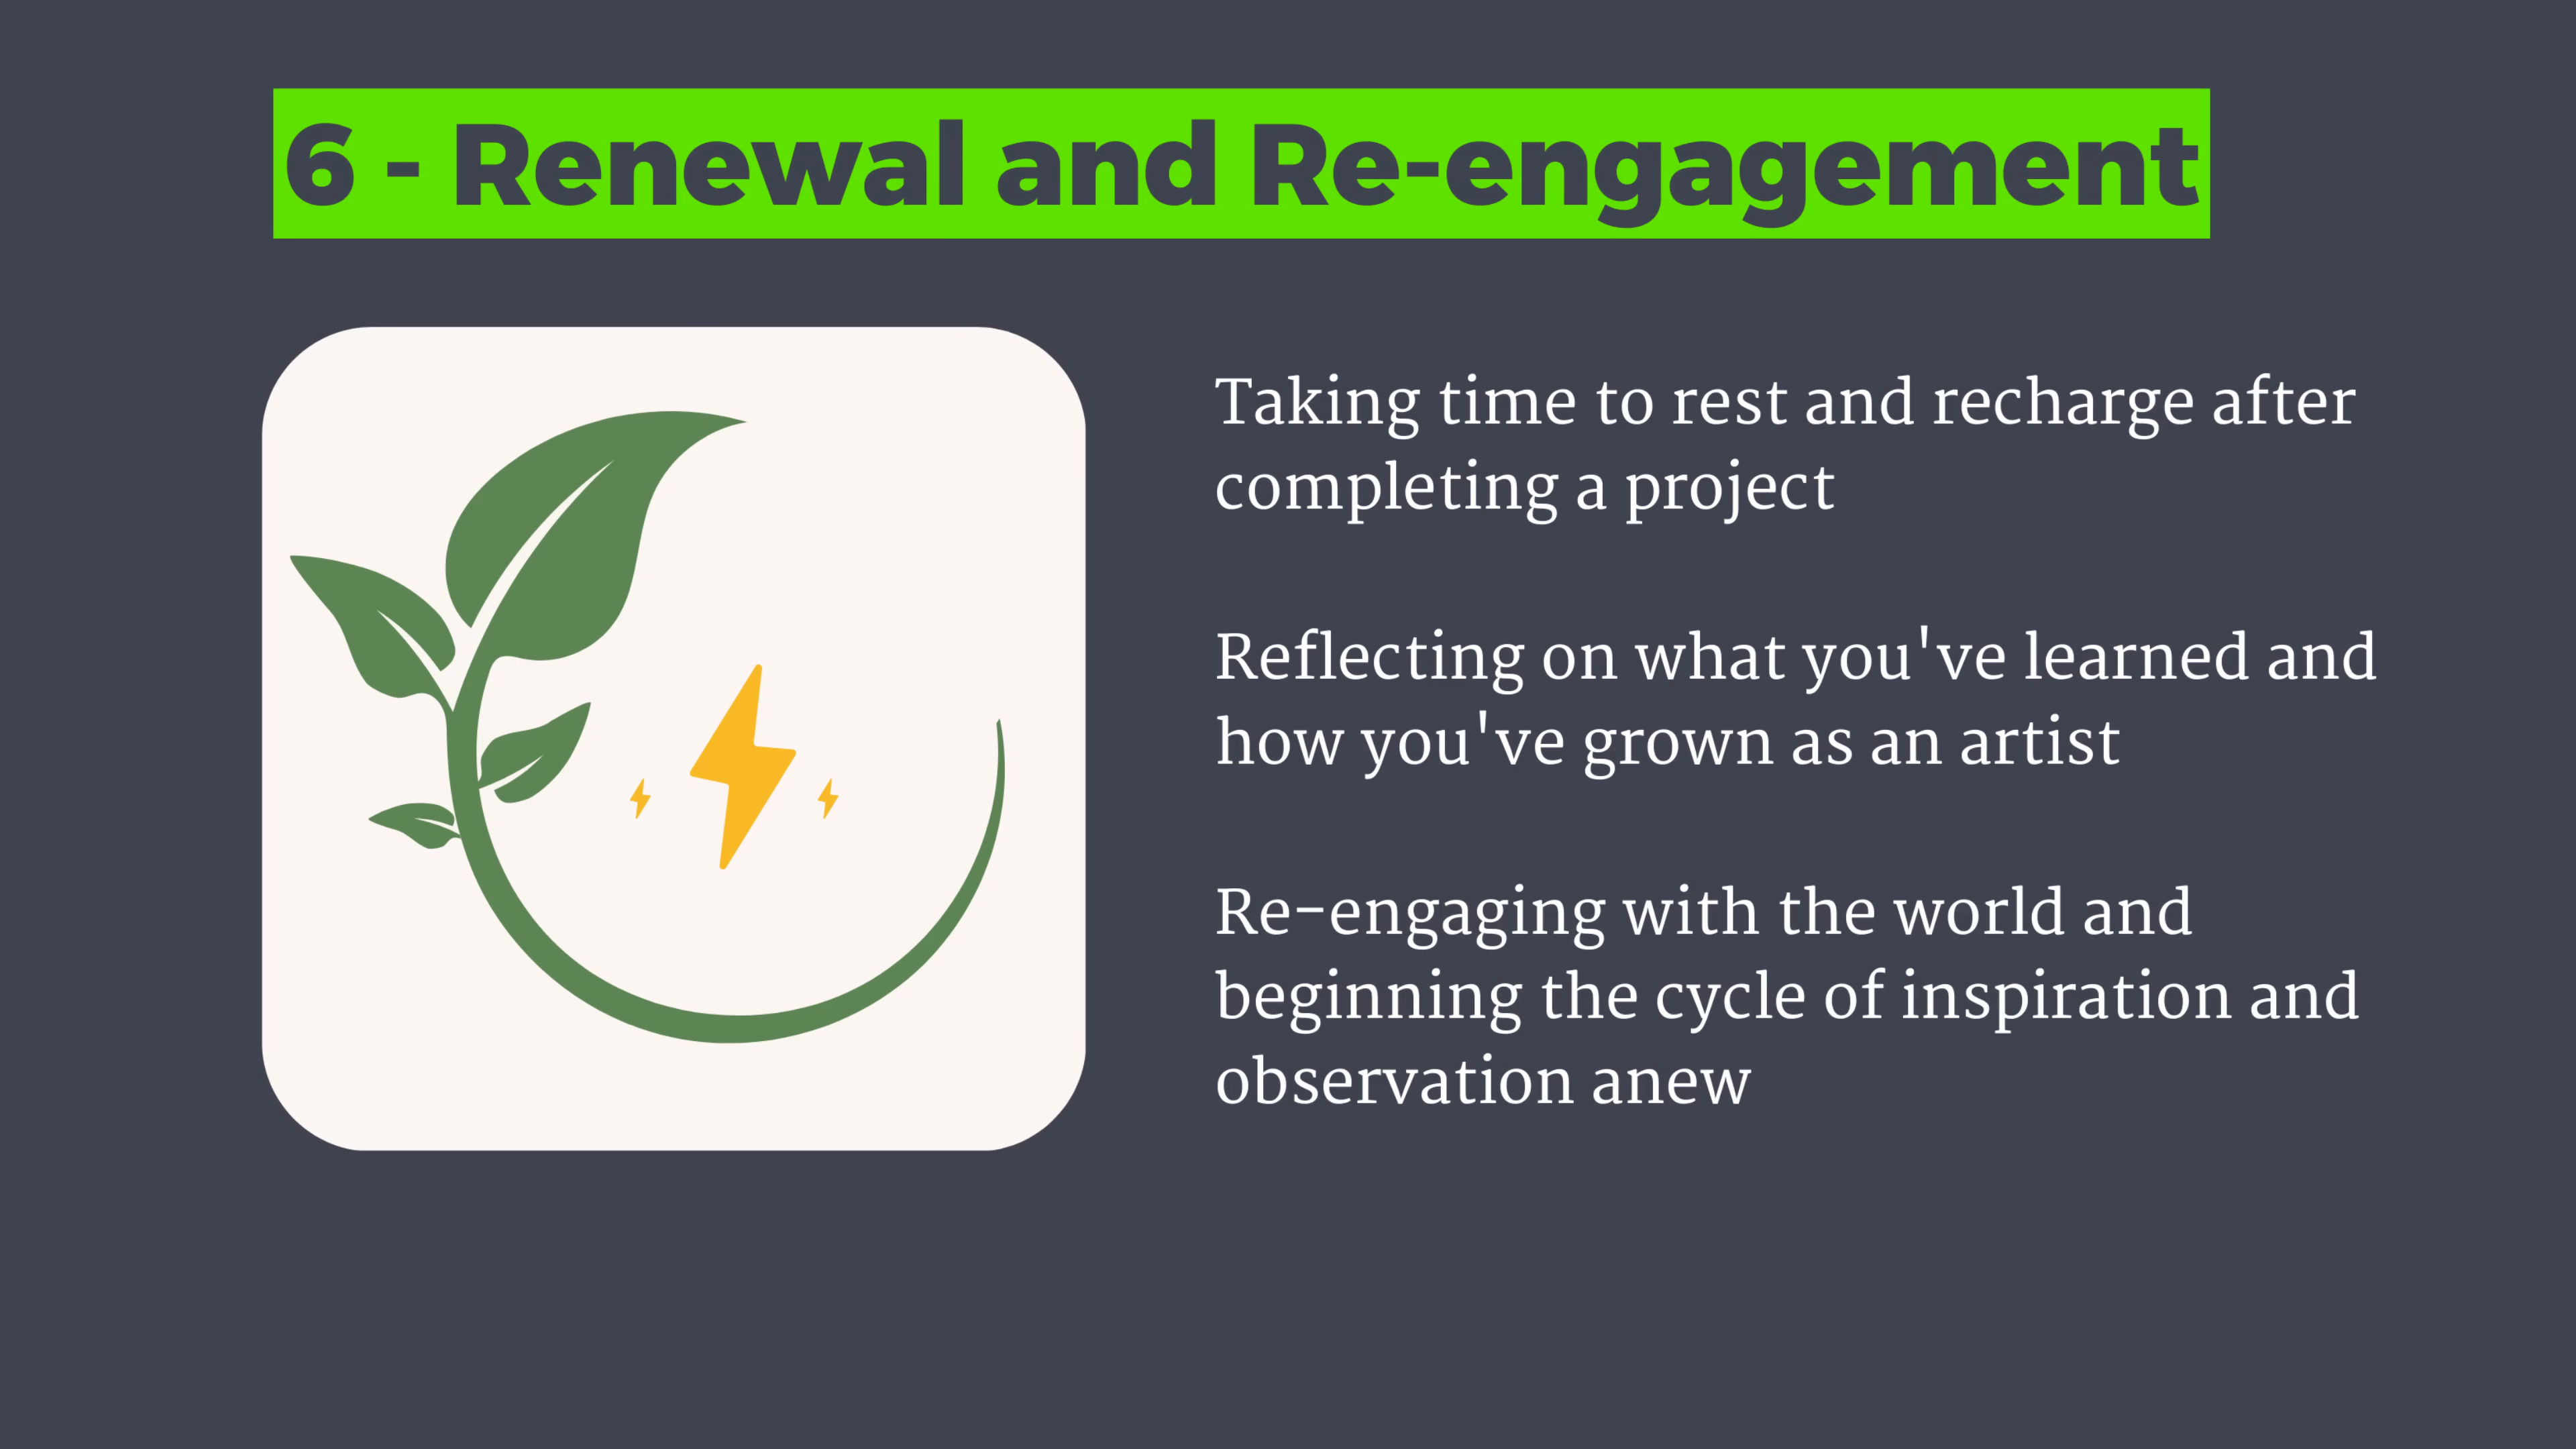 6 - Renewal and Re-engagement
Taking time to rest and recharge after
completing a project
Reflecting on what you've learned and
how you've grown as an artist
Re-engaging with the world and
beginning the cycle of inspiration and
observation anew